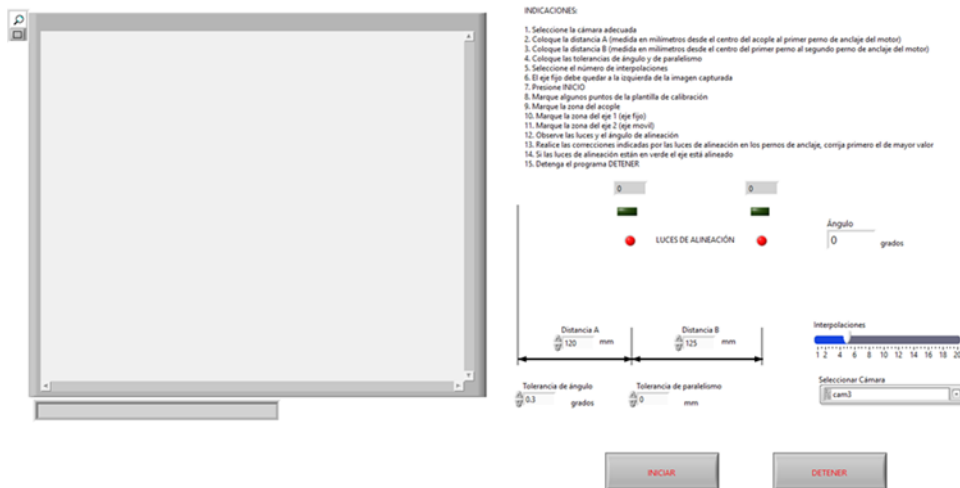 INDICACIONES:
1. Seleccione la cámara adecuada
2. Coloque la distancia A (medida en milímetros desde el centro del acople al primer perno de anclaje del motor)
3. Coloque la distancia B (medida en milímetros desde el centro del primer perno al segundo perno de anclaje del motor)
4. Coloque las tolerancias de ángulo y de paralelismo
5. Seleccione el número de interpolaciones
6. El eje fijo debe quedar a la izquierda de la imagen capturada
7. Presione INICIO
8. Marque algunos puntos de la plantilla de calibración
9. Marque la zona del acople
10. Marque la zona del eje 1 (eje fijo)
11. Marque la zona del eje 2 (eje movil)
12. Observe las luces y el ángulo de alineación
13. Realice las correcciones indicadas por las luces de alineación en los pernos de anclaje, corrija primero el de mayor valor
14. Si las luces de alineación están en verde el eje está alineado
15. Detenga el programa DETENER
0 0
LUCES DE ALINEACIÓN
Ángulo
0 grados
Distancia A Distancia B
120 mm 125 mm
Interpolaciones
1 2 4 6 8 10 12 14 16 18 20
Tolerancia de ángulo Tolerancia de paralelismo
0.3 grados 0 mm
Seleccionar Cámara
cam3
INICIAR DETENER